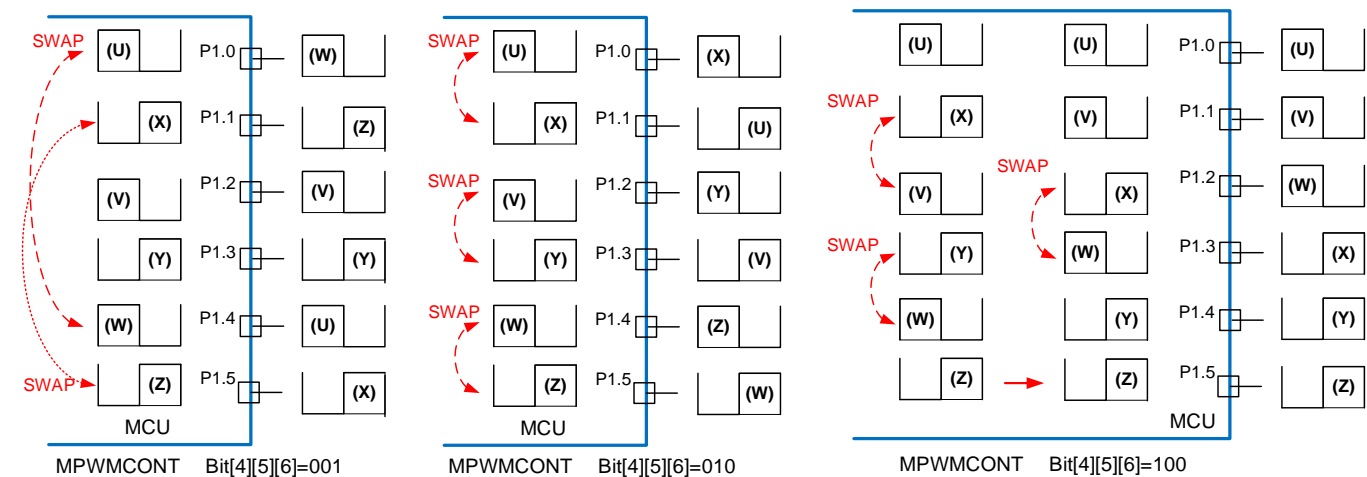 SWAP (U) P1.0 (W)
(X) P1.1 (Z)
(V) P1.2 (V)
(Y) P1.3 (Y)
(W) P1.4 (U)
SWAP (Z) P1.5 (X)
MCU
MPWMCONT Bit[4][5][6]=001
SWAP (U) P1.0 (X)
(X) P1.1 (U)
SWAP (V) P1.2 (Y)
(Y) P1.3 (V)
SWAP (W) P1.4 (Z)
(Z) P1.5 (W)
MCU
MPWMCONT Bit[4][5][6]=010
(U) (U) P1.0 (U)
SWAP (X) (V) P1.1 (V)
(V) SWAP (X) P1.2 (W)
SWAP (Y) (W) P1.3 (X)
(W) (Y) P1.4 (Y)
(Z) (Z) P1.5 (Z)
MCU
MPWMCONT Bit[4][5][6]=100